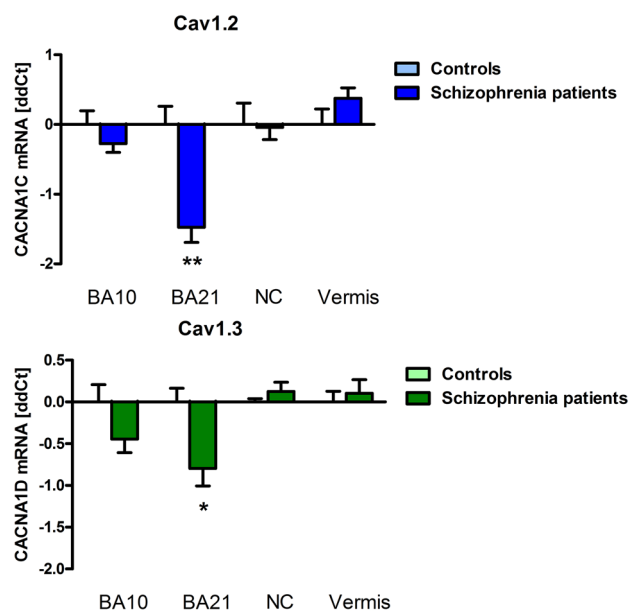 Cav1.2
CACNA1C mRNA [ddCt]
1
0
-1
-2
**
BA10 BA21 NC Vermis
Controls
Schizophrenia patients
Cav1.3
CACNA1D mRNA [ddCt]
0.5
0.0
-0.5
-1.0
-1.5
-2.0
*
BA10 BA21 NC Vermis
Controls
Schizophrenia patients